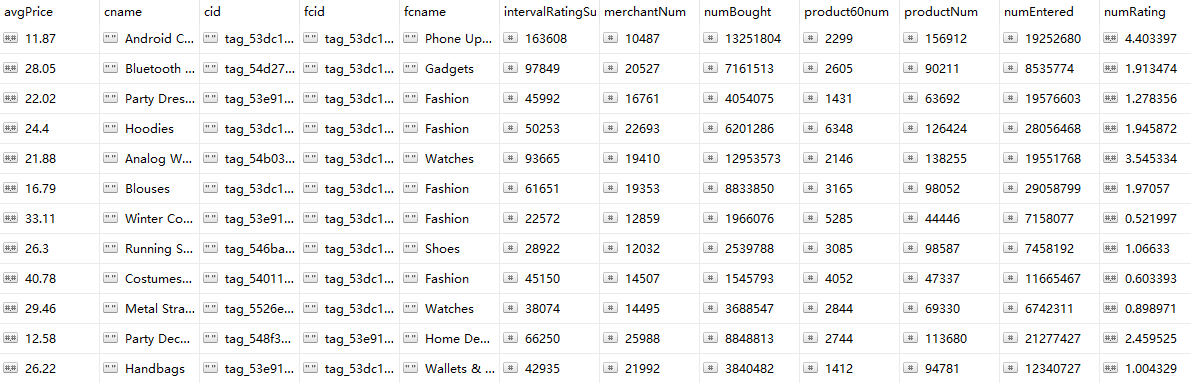 avgPrice cname cid fcid fcname intervalRatingSu merchantNum numBought product60num productNum numEntered numRating
#.# 11.87 "" Android C... "" tag_53dc1... "" tag_53dc1... "" Phone Up... # 163608 # 10487 # 13251804 # 2299 # 156912 # 19252680 #.# 4.403397
#.# 28.05 "" Bluetooth ... "" tag_54d27... "" tag_53dc1... "" Gadgets # 97849 # 20527 # 7161513 # 2605 # 90211 # 8535774 #.# 1.913474
#.# 22.02 "" Party Dres... "" tag_53e91... "" tag_53dc1... "" Fashion # 45992 # 16761 # 4054075 # 1431 # 63692 # 19576603 #.# 1.278356
#.# 24.4 "" Hoodies "" tag_53dc1... "" tag_53dc1... "" Fashion # 50253 # 22693 # 6201286 # 6348 # 126424 # 28056468 #.# 1.945872
#.# 21.88 "" Analog W... "" tag_54b03... "" tag_53dc1... "" Watches # 93665 # 19410 # 12953573 # 2146 # 138255 # 19551768 #.# 3.545334
#.# 16.79 "" Blouses "" tag_53dc1... "" tag_53dc1... "" Fashion # 61651 # 19353 # 8833850 # 3165 # 98052 # 29058799 #.# 1.97057
#.# 33.11 "" Winter Co... "" tag_53e91... "" tag_53dc1... "" Fashion # 22572 # 12859 # 1966076 # 5285 # 44446 # 7158077 #.# 0.521997
#.# 26.3 "" Running S... "" tag_546ba... "" tag_53dc1... "" Shoes # 28922 # 12032 # 2539788 # 3085 # 98587 # 7458192 #.# 1.06633
#.# 40.78 "" Costumes... "" tag_54011... "" tag_53dc1... "" Fashion # 45150 # 14507 # 1545793 # 4052 # 47337 # 11665467 #.# 0.603393
#.# 29.46 "" Metal Stra... "" tag_5526e... "" tag_53dc1... "" Watches # 38074 # 14495 # 3688547 # 2844 # 69330 # 6742311 #.# 0.898971
#.# 12.58 "" Party Dec... "" tag_548f3... "" tag_53e91... "" Home De... # 66250 # 25988 # 8848813 # 2744 # 113680 # 21277427 #.# 2.459525
#.# 26.22 "" Handbags "" tag_53e91... "" tag_53dc1... "" Wallets & ... # 42935 # 21992 # 3840482 # 1412 # 94781 # 12340727 #.# 1.004329